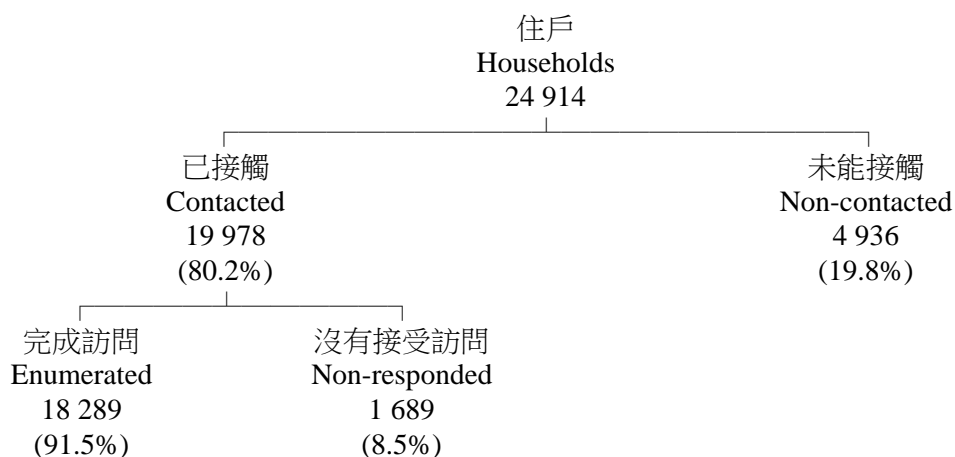 住戶
Households
24 914
已接觸
Contacted
19 978
(80.2%)
未能接觸
Non-contacted
4 936
(19.8%)
完成訪問
Enumerated
18 289
(91.5%)
沒有接受訪問
Non-responded
1 689
(8.5%)